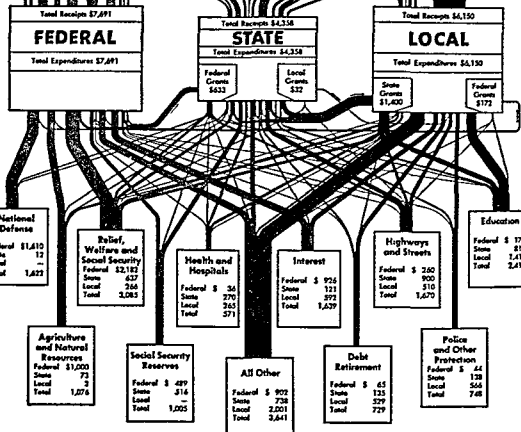 Total Receipts $7,691
FEDERAL
Total Expenditures $7,691
Total Receipts $4,358
STATE
Total Expenditures $4,358
Federal
Grants
$633
Local
Grants
$32
Total Receipts $6,150
LOCAL
Total Expenditures $6,150
State
Grants
$1,400
Federal
Grants
$172
National
Defense
$1,610
State 12
Local —
Total 1,622
Relief,
Welfare and
Social Security
Federal $2,182
State 637
Local 266
Total 3,085
Health and
Hospitals
Federal $ 36
State 270
Local 265
Total 571
Interest
Federal $ 926
State 121
Local 592
Total 1,639
Highways
and Streets
Federal $ 260
State 900
Local 510
Total 1,670
Education
Federal
State
Local
Total
Agriculture
and Natural
Resources
Federal $1,000
State 73
Local 3
Total 1,076
Social Security
Reserves
Federal $ 489
State 516
Local —
Total 1,005
All Other
Federal $ 902
State 738
Local 2,001
Total 3,641
Debt
Retirement
Federal $ 65
State 135
Local 529
Total 729
Police
and Other
Protection
Federal $ 44
State 138
Local 566
Total 748